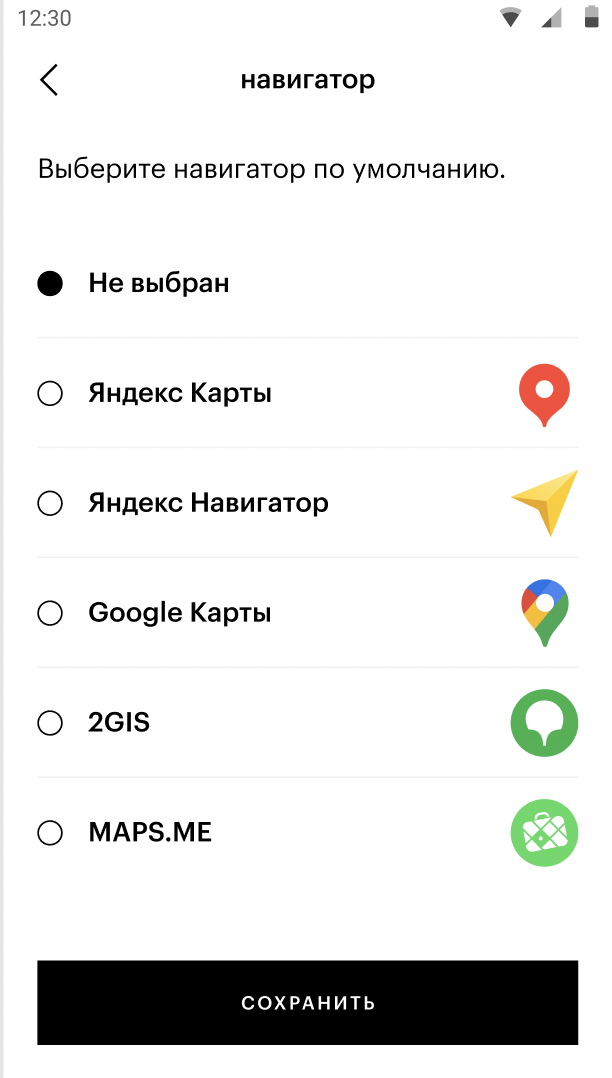 12:30
навигатор
Выберите навигатор по умолчанию.
Не выбран
Яндекс Карты
Яндекс Навигатор
Google Карты
2GIS
MAPS.ME
СОХРАНИТЬ